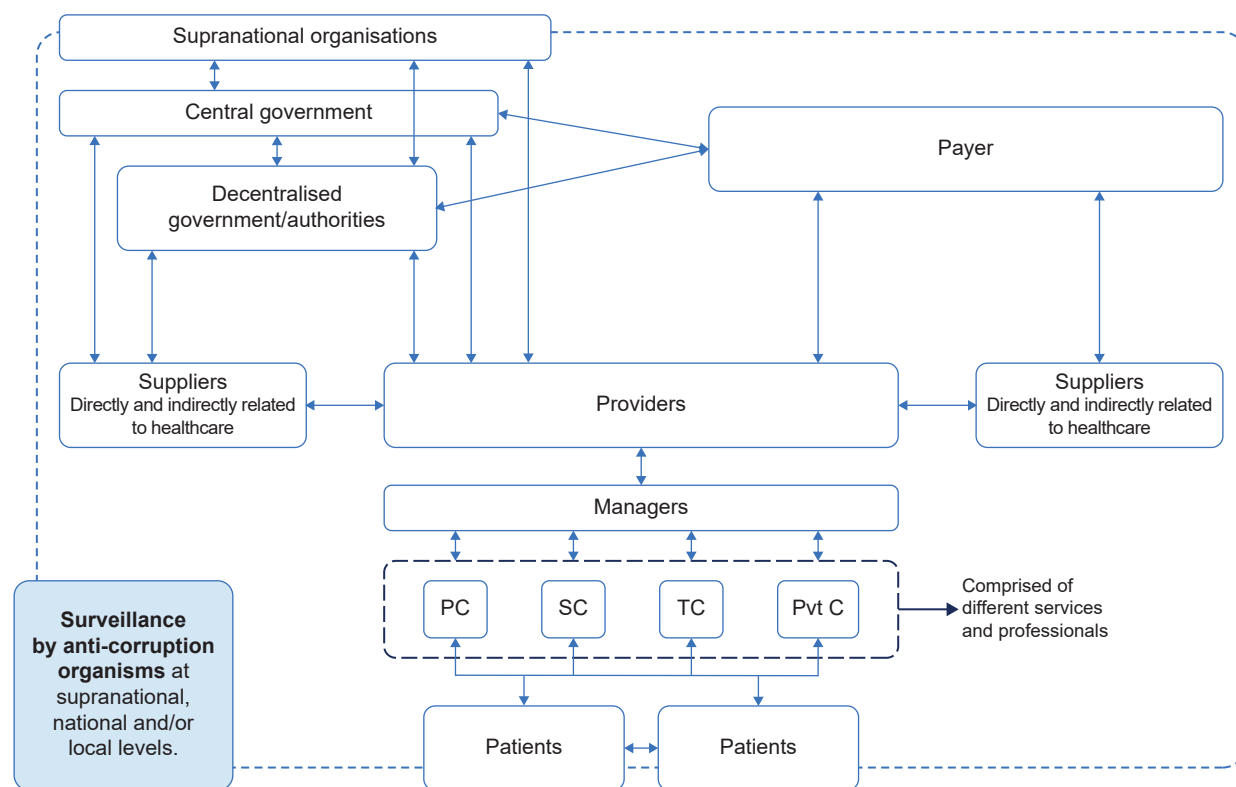 Supranational organisations
Central government
Payer
Decentralised
government/authorities
Suppliers
Directly and indirectly related
to healthcare
Providers
Suppliers
Directly and indirectly related
to healthcare
Managers
PC
SC
TC
Pvt C
Comprised of
different services
and professionals
Surveillance
by anti-corruption
organisms at
supranational,
national and/or
local levels.
Patients
Patients